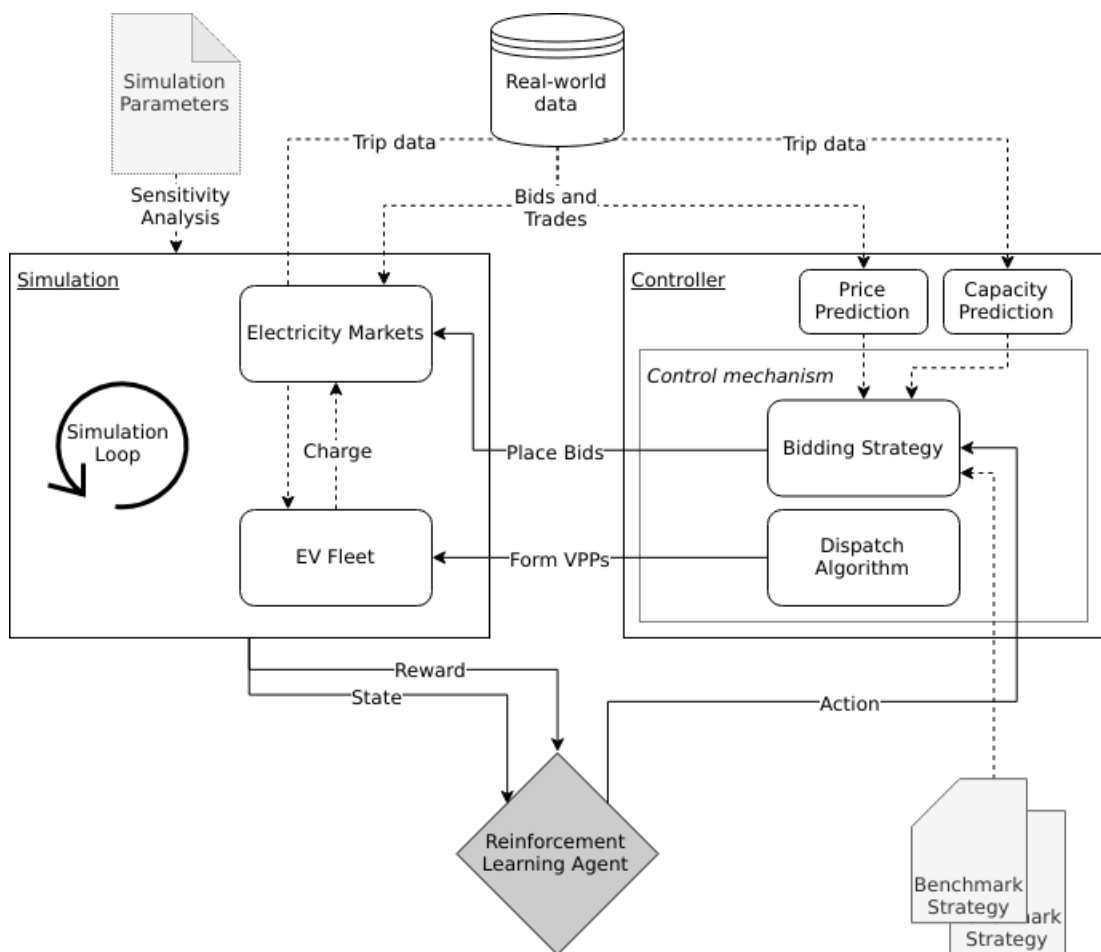 Simulation
Parameters
Real-world
data
Trip data
Trip data
Sensitivity
Analysis
Bids and
Trades
Simulation
Controller
Price
Prediction
Capacity
Prediction
Electricity Markets
Control mechanism
Simulation
Loop
Charge
Place Bids
Bidding Strategy
EV Fleet
Form VPPs
Dispatch
Algorithm
Reward
State
Action
Reinforcement
Learning Agent
Benchmark
Strategy
mark
Strategy